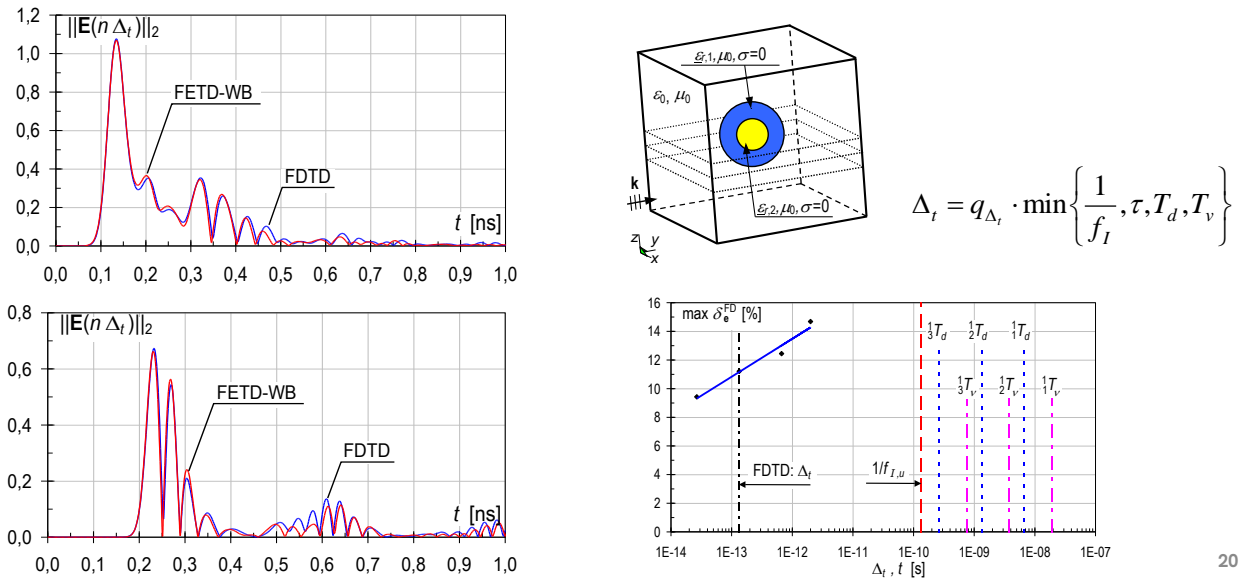 ||E(n Δt)||2
1,2
1,0
0,8
0,6
0,4
0,2
0,0
FETD-WB
FDTD
t [ns]
0,0 0,1 0,2 0,3 0,4 0,5 0,6 0,7 0,8 0,9 1,0
||E(n Δt)||2
0,8
0,6
0,4
0,2
0,0
FETD-WB
FDTD
t [ns]
0,0 0,1 0,2 0,3 0,4 0,5 0,6 0,7 0,8 0,9 1,0
εr,1,μ0,σ=0
ε0, μ0
k
εr,2,μ0,σ=0
z y
x
Δt = qΔt · min{1/fI, τ, Td, Tν}
max δe^FD [%]
16
14
12
10
8
6
4
2
0
1/3Td 1/2Td 1/1Td
1/3Tν 1/2Tν 1/1Tν
FDTD: Δt 1/fI,u
1E-14 1E-13 1E-12 1E-11 1E-10 1E-09 1E-08 1E-07
Δt , t [s]
20